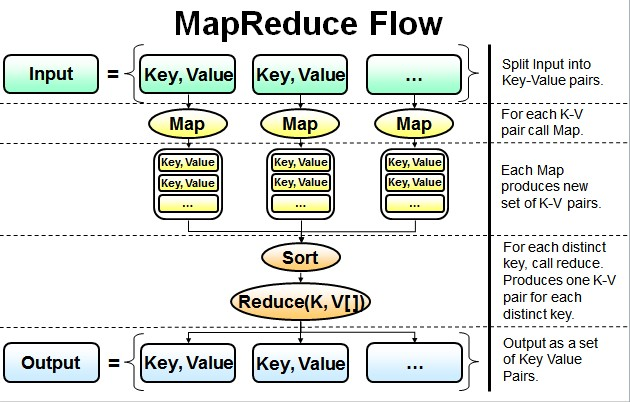 MapReduce Flow
Input = Key, Value Key, Value ...
Split Input into
Key-Value pairs.
Map Map Map
For each K-V
pair call Map.
Key, Value Key, Value Key, Value
Key, Value Key, Value Key, Value
... ... ...
Each Map
produces new
set of K-V pairs.
Sort
Reduce(K, V[ ])
For each distinct
key, call reduce.
Produces one K-V
pair for each
distinct key.
Output = Key, Value Key, Value ...
Output as a set
of Key Value
Pairs.